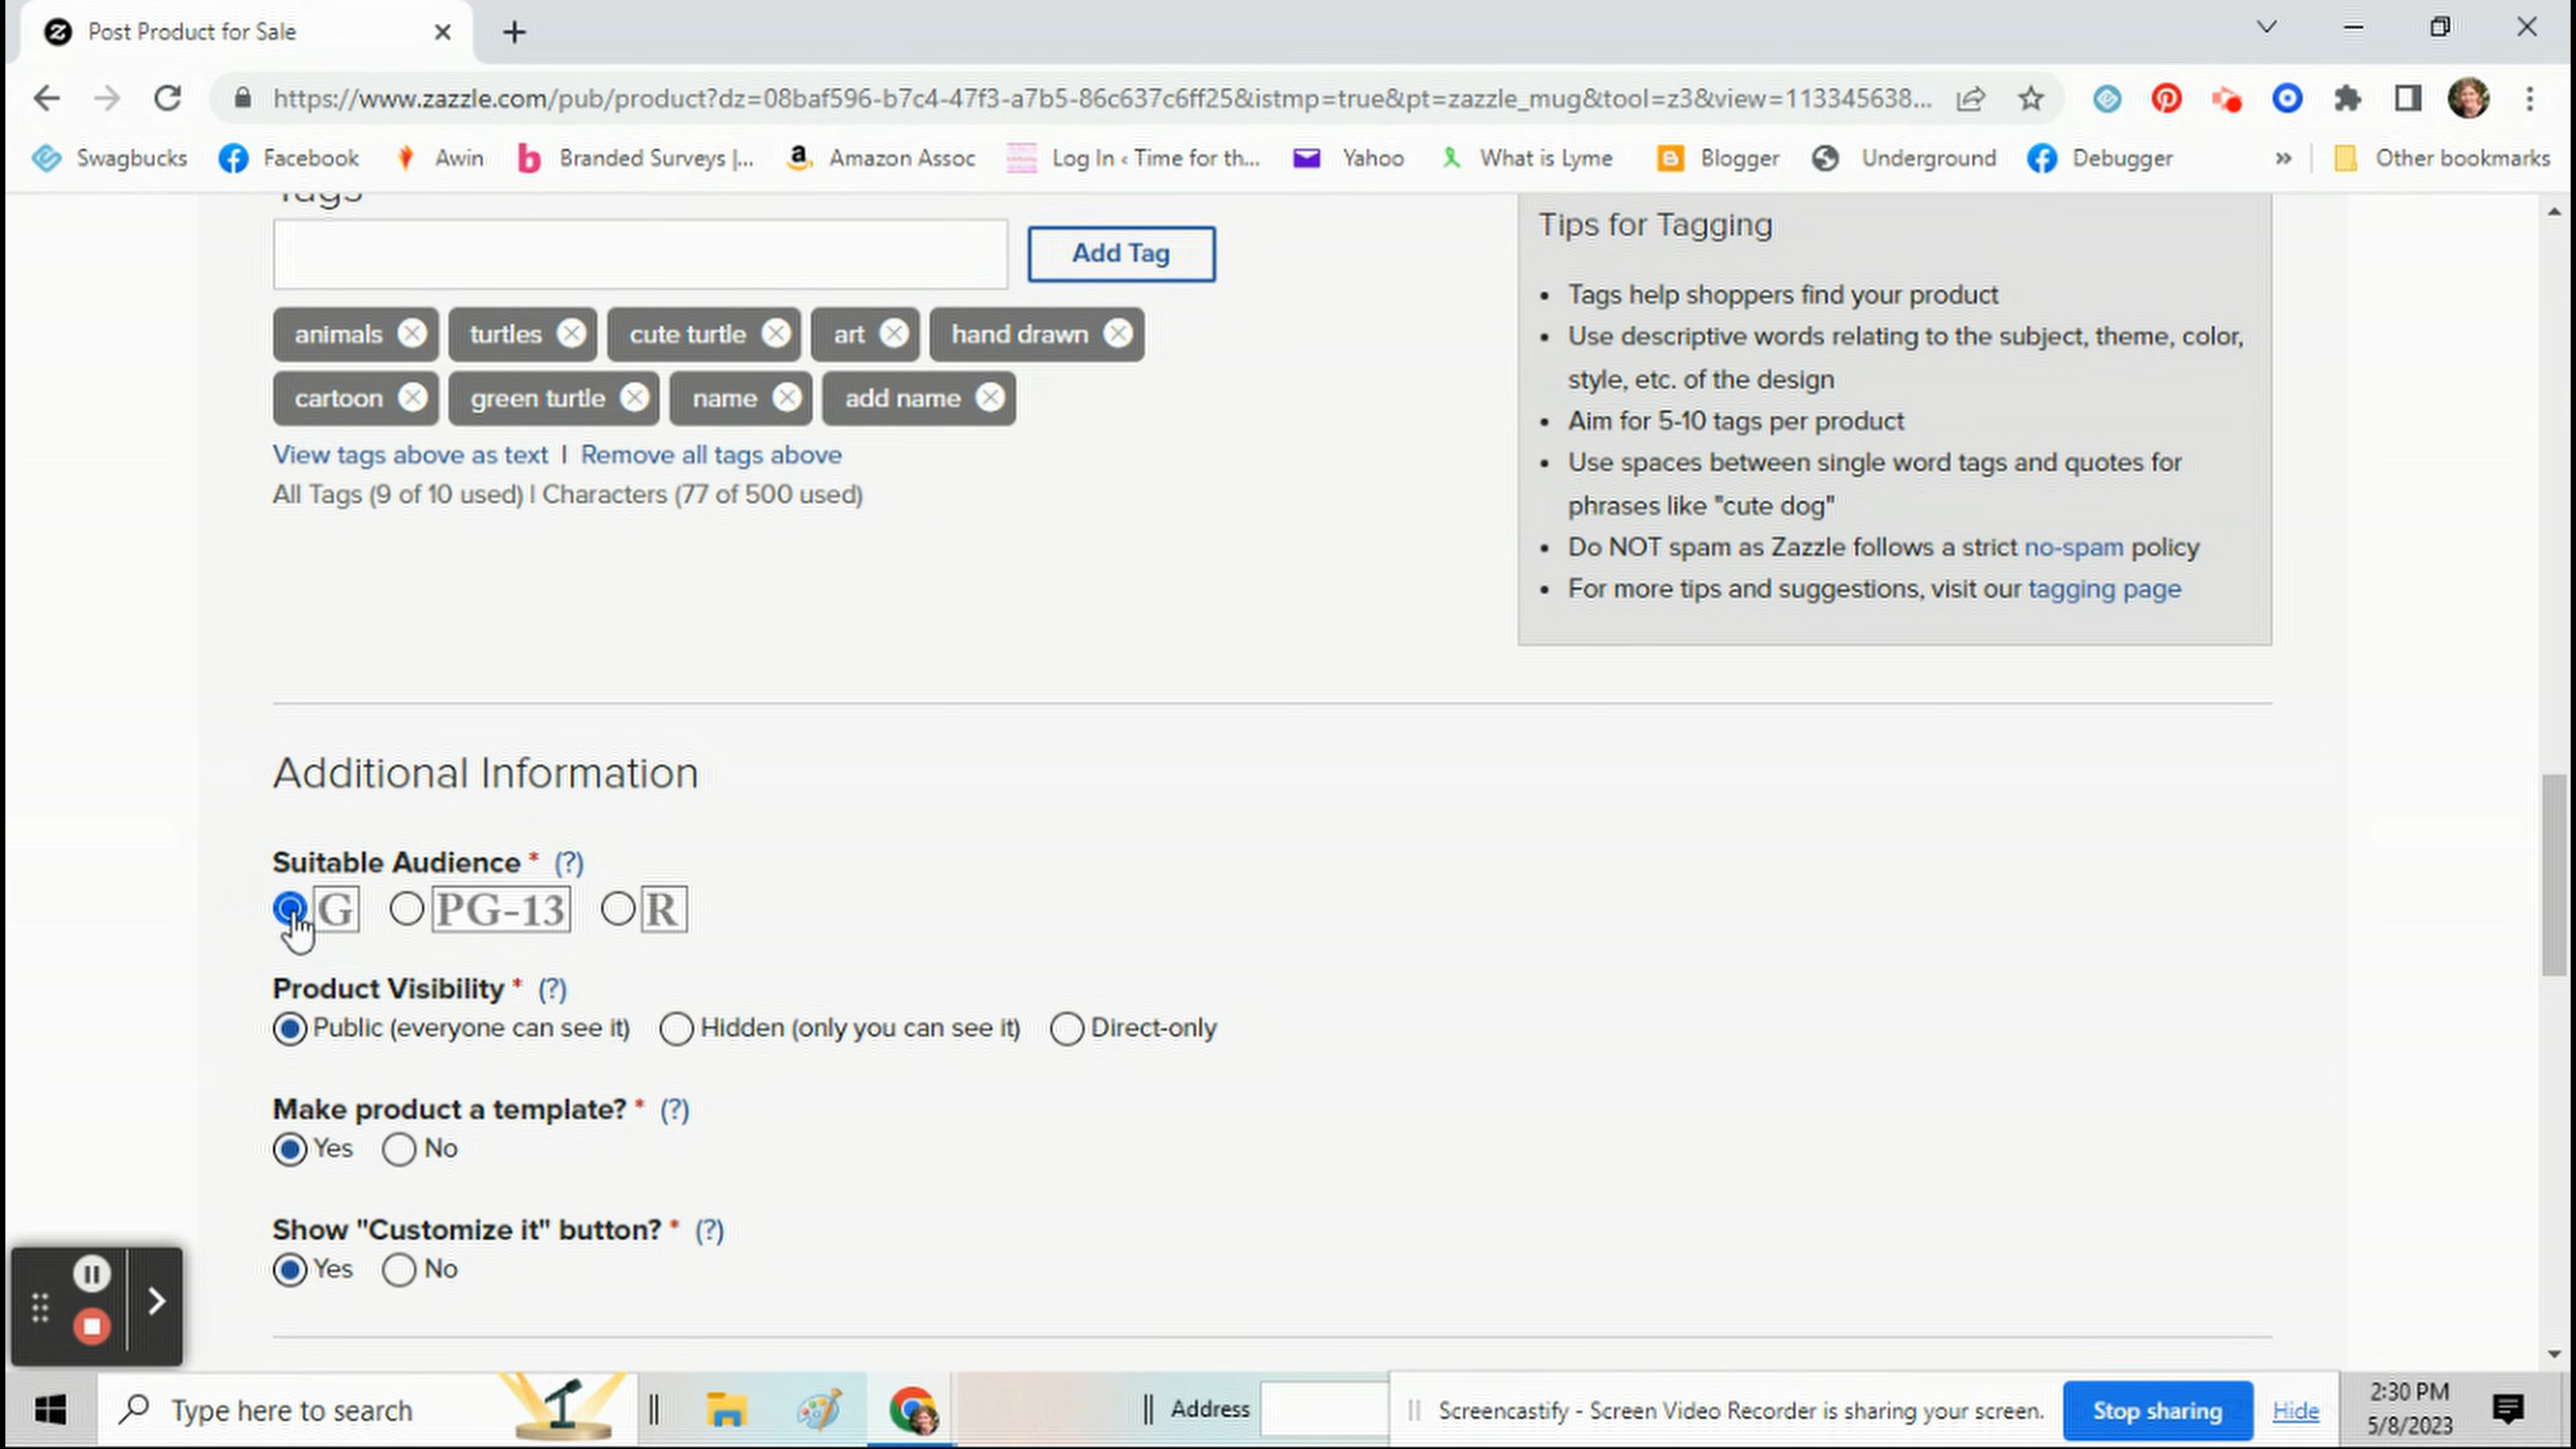 Post Product for Sale
https://www.zazzle.com/pub/product?dz=08baf596-b7c4-47f3-a7b5-86c637c6ff25&istmp=true&pt=zazzle_mug&tool=z3&view=113345638...
Swagbucks Facebook Awin Branded Surveys |... Amazon Assoc Log In ‹ Time for th... Yahoo What is Lyme Blogger Underground Debugger » Other bookmarks
Tags
Add Tag
animals turtles cute turtle art hand drawn
cartoon green turtle name add name
View tags above as text | Remove all tags above
All Tags (9 of 10 used) | Characters (77 of 500 used)
Tips for Tagging
• Tags help shoppers find your product
• Use descriptive words relating to the subject, theme, color,
style, etc. of the design
• Aim for 5-10 tags per product
• Use spaces between single word tags and quotes for
phrases like "cute dog"
• Do NOT spam as Zazzle follows a strict no-spam policy
• For more tips and suggestions, visit our tagging page
Additional Information
Suitable Audience * (?)
G PG-13 R
Product Visibility * (?)
Public (everyone can see it) Hidden (only you can see it) Direct-only
Make product a template? * (?)
Yes No
Show "Customize it" button? * (?)
Yes No
Type here to search
Address
Screencastify - Screen Video Recorder is sharing your screen.
Stop sharing
Hide
2:30 PM
5/8/2023